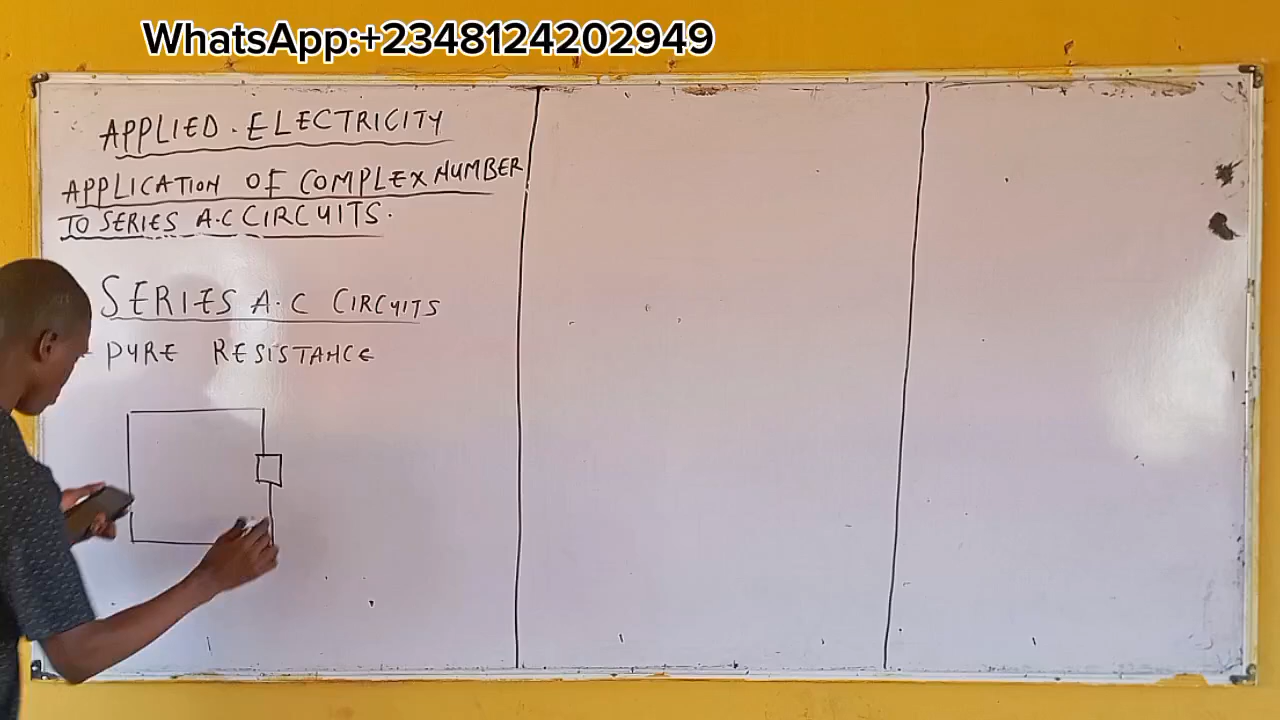 WhatsApp:+2348124202949
APPLIED. ELECTRICITY
APPLICATION OF COMPLEX NUMBER
TO SERIES A.C CIRCUITS.
SERIES A.C CIRCUITS
- PURE RESISTANCE